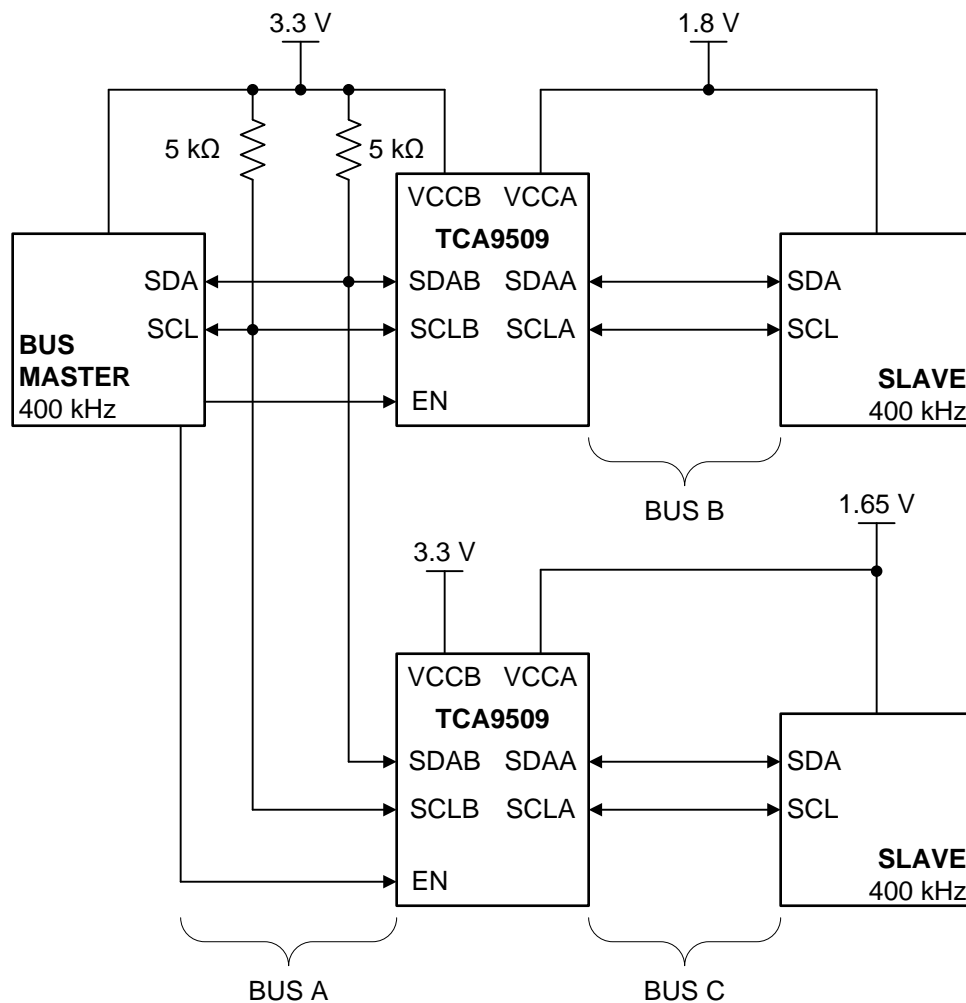 3.3 V
1.8 V
5 kΩ
5 kΩ
VCCB VCCA
TCA9509
SDA
SDAB SDAA
SDA
SCL
SCLB SCLA
SCL
BUS
MASTER
400 kHz
EN
SLAVE
400 kHz
BUS B
1.65 V
3.3 V
VCCB VCCA
TCA9509
SDAB SDAA
SDA
SCLB SCLA
SCL
EN
SLAVE
400 kHz
BUS A
BUS C